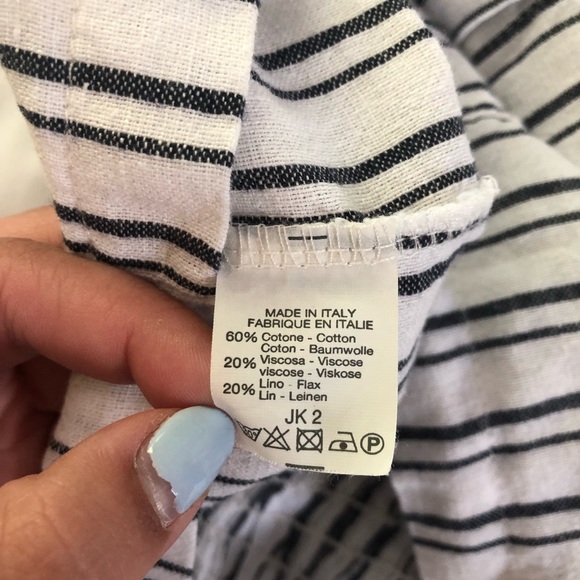 MADE IN ITALY
FABRIQUE EN ITALIE
60% Cotone - Cotton
Coton - Baumwolle
20% Viscosa - Viscose
viscose - Viskose
20% Lino - Flax
Lin - Leinen
JK 2
P